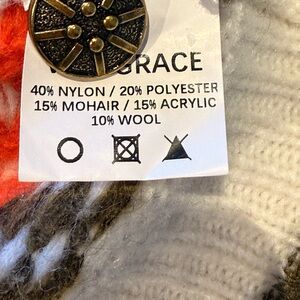 GRACE
40% NYLON / 20% POLYESTER
15% MOHAIR / 15% ACRYLIC
10% WOOL